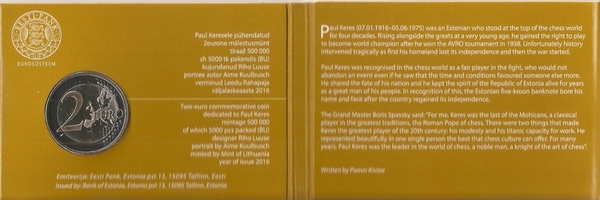 EESTI PANK
EUROSÜSTEEM
Paul Keresele pühendatud
2eurone mälestusmünt
tiraaž 500 000
sh 5000 tk pakendis (BU)
kujundanud Riho Luuse
portree autor Aime Kuulbusch
verminud Leedu Rahapaja
väljalaskeaasta 2016
Two-euro commemorative coin
dedicated to Paul Keres
mintage 500 000
of which 5000 pcs packed (BU)
designer Riho Luuse
portrait by Aime Kuulbusch
minted by Mint of Lithuania
year of issue 2016
Emiteerija: Eesti Pank, Estonia pst 13, 15095 Tallinn, Eesti
Issued by: Bank of Estonia, Estonia pst 13, 15095 Tallinn, Estonia
2 EURO
Paul Keres (07.01.1916–05.06.1975) was an Estonian who stood at the top of the chess world
for four decades. Rising alongside the greats at a very young age, he gained the right to play
to become world champion after he won the AVRO tournament in 1938. Unfortunately history
intervened tragically as first his homeland lost its independence and then the war started.
Paul Keres was recognised in the chess world as a fair player in the fight, who would not
abandon an event even if he saw that the time and conditions favoured someone else more.
He shared the fate of his nation and he kept the spirit of the Republic of Estonia alive for years
as a great man of his people. In recognition of this, the Estonian five-kroon banknote bore his
name and face after the country regained its independence.
The Grand Master Boris Spassky said: "For me, Keres was the last of the Mohicans, a classical
player in the greatest traditions, the Roman Pope of chess. There were two things that made
Keres the greatest player of the 20th century: his modesty and his titanic capacity for work. He
represented beautifully in one single person the best that chess culture can offer. For many
years, Paul Keres was the leader in the world of chess, a noble man, a knight of the art of chess".
Written by Paavo Kivine